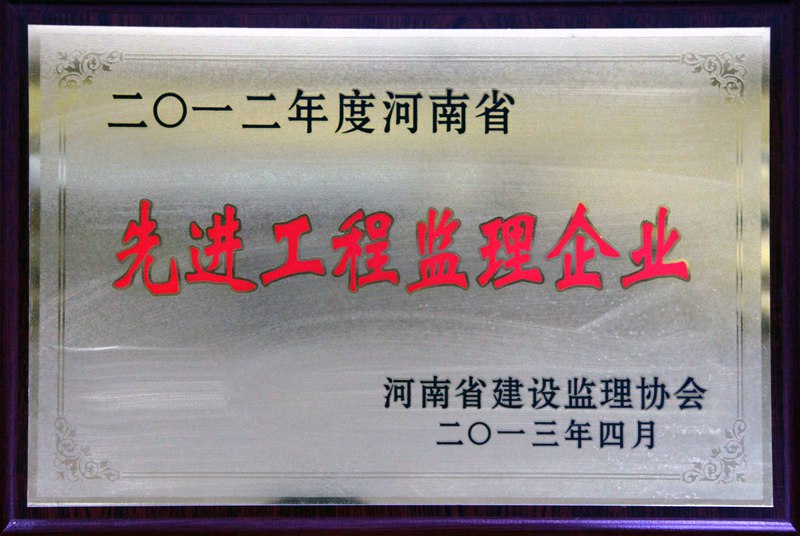 二〇一二年度河南省
先进工程监理企业
河南省建设监理协会
二〇一三年四月